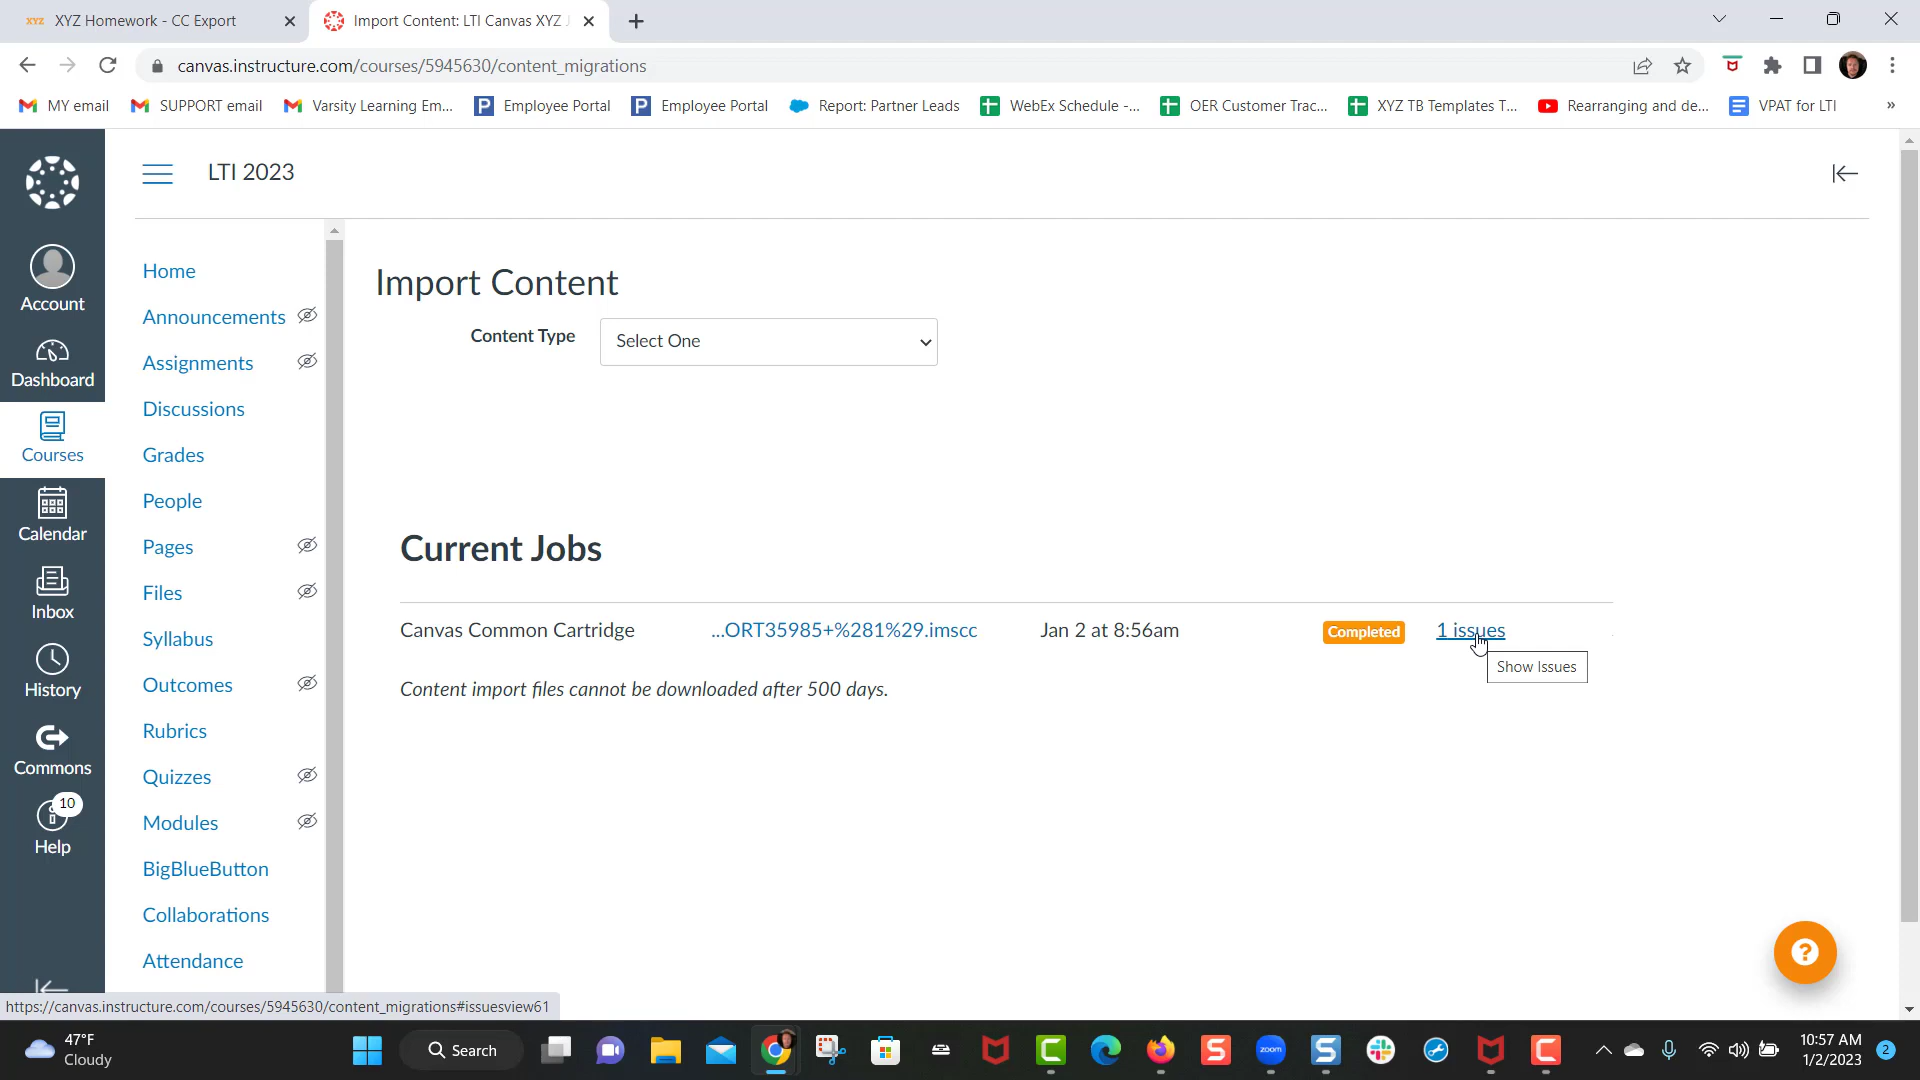 XYZ XYZ Homework - CC Export
Import Content: LTI Canvas XYZ J
canvas.instructure.com/courses/5945630/content_migrations
MY email
SUPPORT email
Varsity Learning Em...
Employee Portal
Employee Portal
Report: Partner Leads
WebEx Schedule -...
OER Customer Trac...
XYZ TB Templates T...
Rearranging and de...
VPAT for LTI
»
LTI 2023
Account
Dashboard
Courses
Calendar
Inbox
History
Commons
10
Help
Home
Announcements
Assignments
Discussions
Grades
People
Pages
Files
Syllabus
Outcomes
Rubrics
Quizzes
Modules
BigBlueButton
Collaborations
Attendance
Import Content
Content Type
Select One
Current Jobs
Canvas Common Cartridge ...ORT35985+%281%29.imscc Jan 2 at 8:56am Completed 1 issues
Show Issues
Content import files cannot be downloaded after 500 days.
https://canvas.instructure.com/courses/5945630/content_migrations#issuesview61
47°F
Cloudy
Search
zoom
10:57 AM
1/2/2023
2